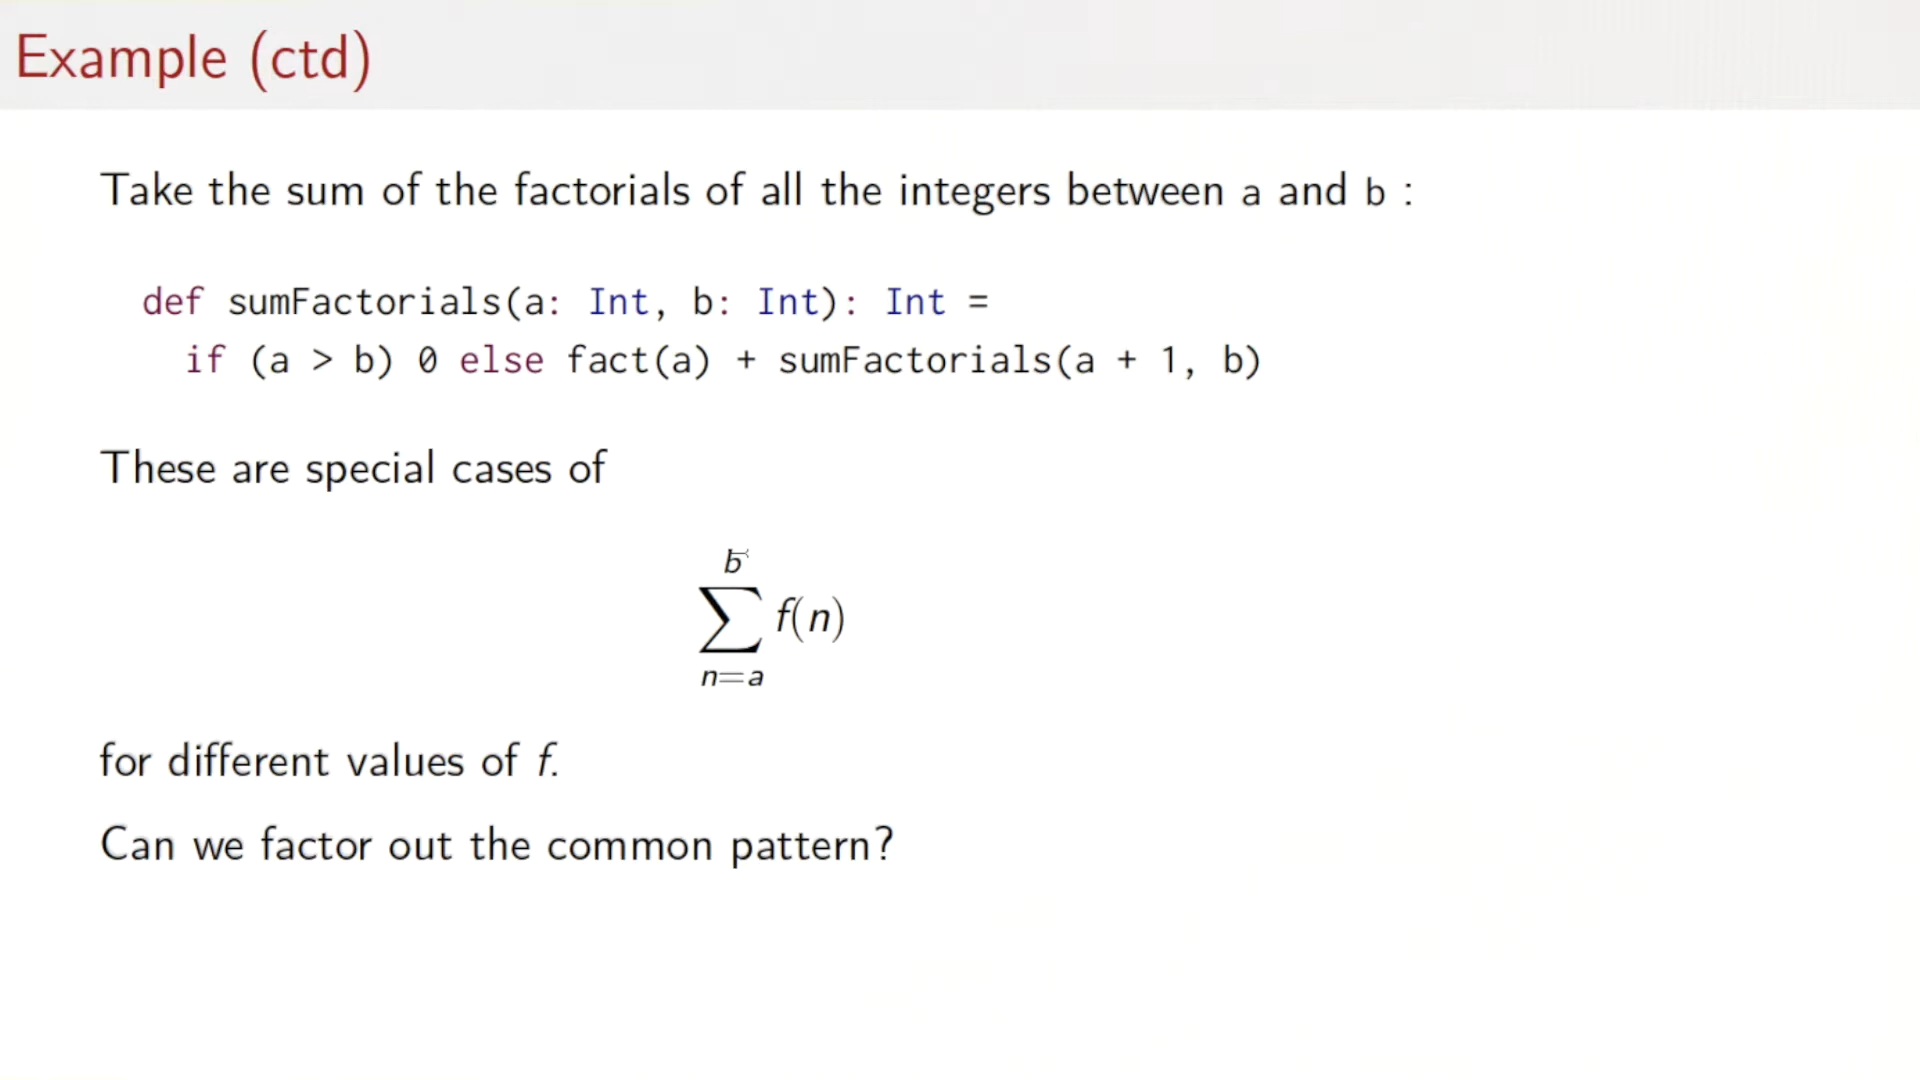 Example (ctd)
Take the sum of the factorials of all the integers between a and b :
def sumFactorials(a: Int, b: Int): Int =
if (a > b) 0 else fact(a) + sumFactorials(a + 1, b)
These are special cases of
b
∑ f(n)
n=a
for different values of f.
Can we factor out the common pattern?